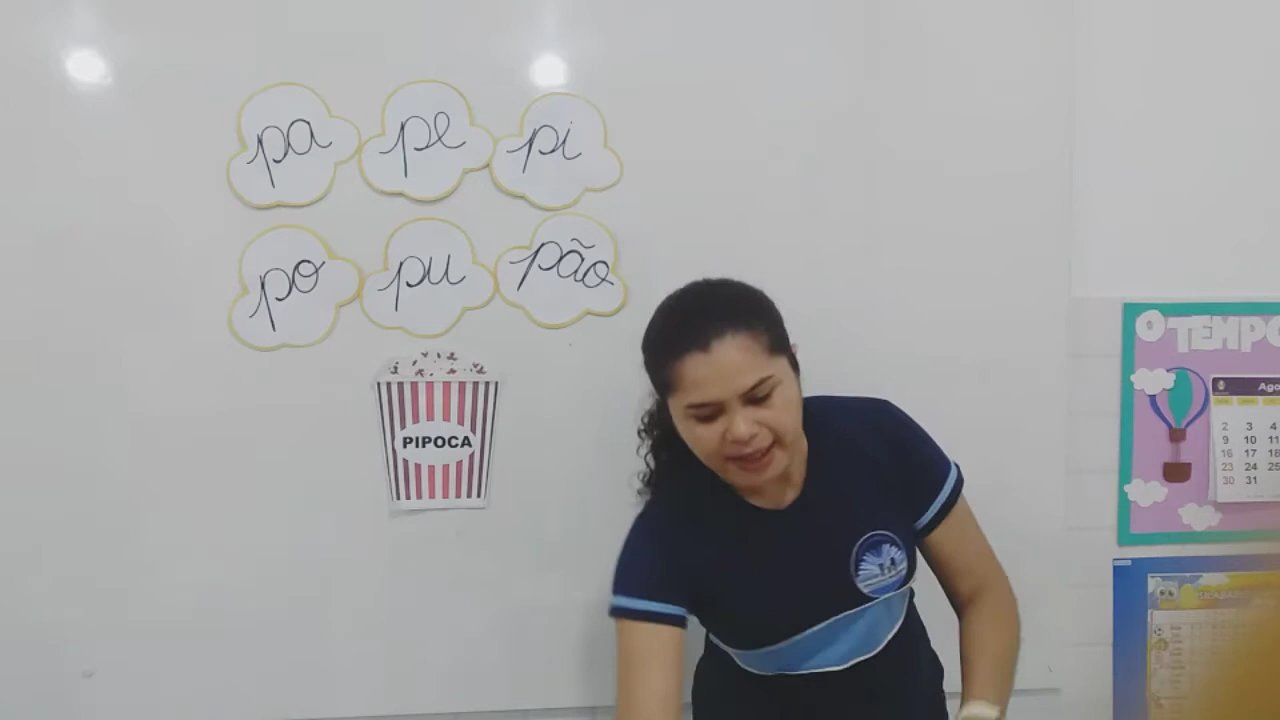 pa pe pi
po pu pão
PIPOCA
O TEMPO
Ago
2 3 4
9 10 11
16 17 18
23 24 25
30 31